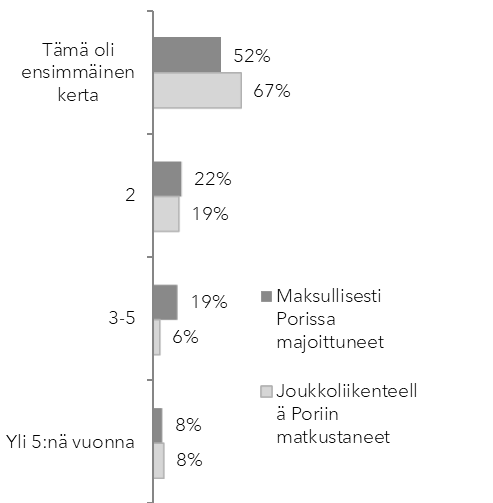 Tämä oli
ensimmäinen
kerta
52%
67%
2
22%
19%
3-5
19%
6%
Maksullisesti
Porissa
majoittuneet
Joukkoliikenteell
ä Poriin
matkustaneet
Yli 5:nä vuonna
8%
8%